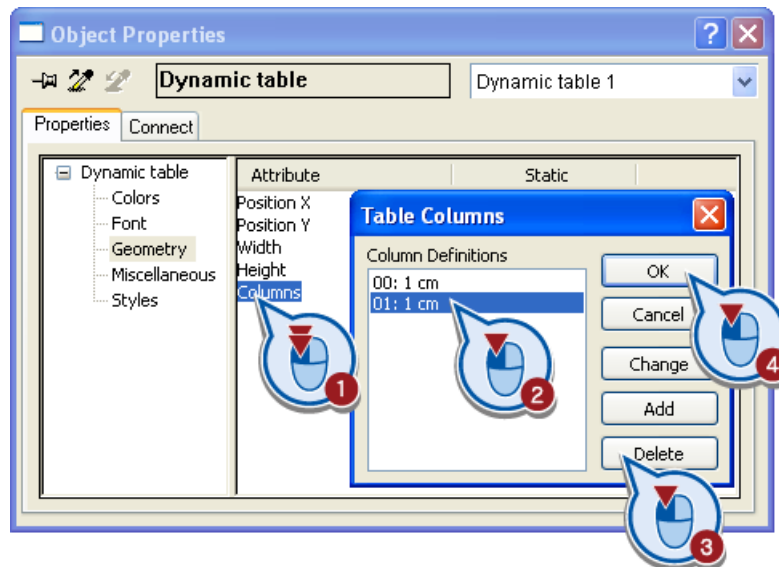 Object Properties
Dynamic table
Dynamic table 1
Properties
Connect
Dynamic table
Colors
Font
Geometry
Miscellaneous
Styles
Attribute
Static
Position X
Position Y
Width
Height
Columns
Table Columns
Column Definitions
00: 1 cm
01: 1 cm
OK
Cancel
Change
Add
Delete
1
2
3
4